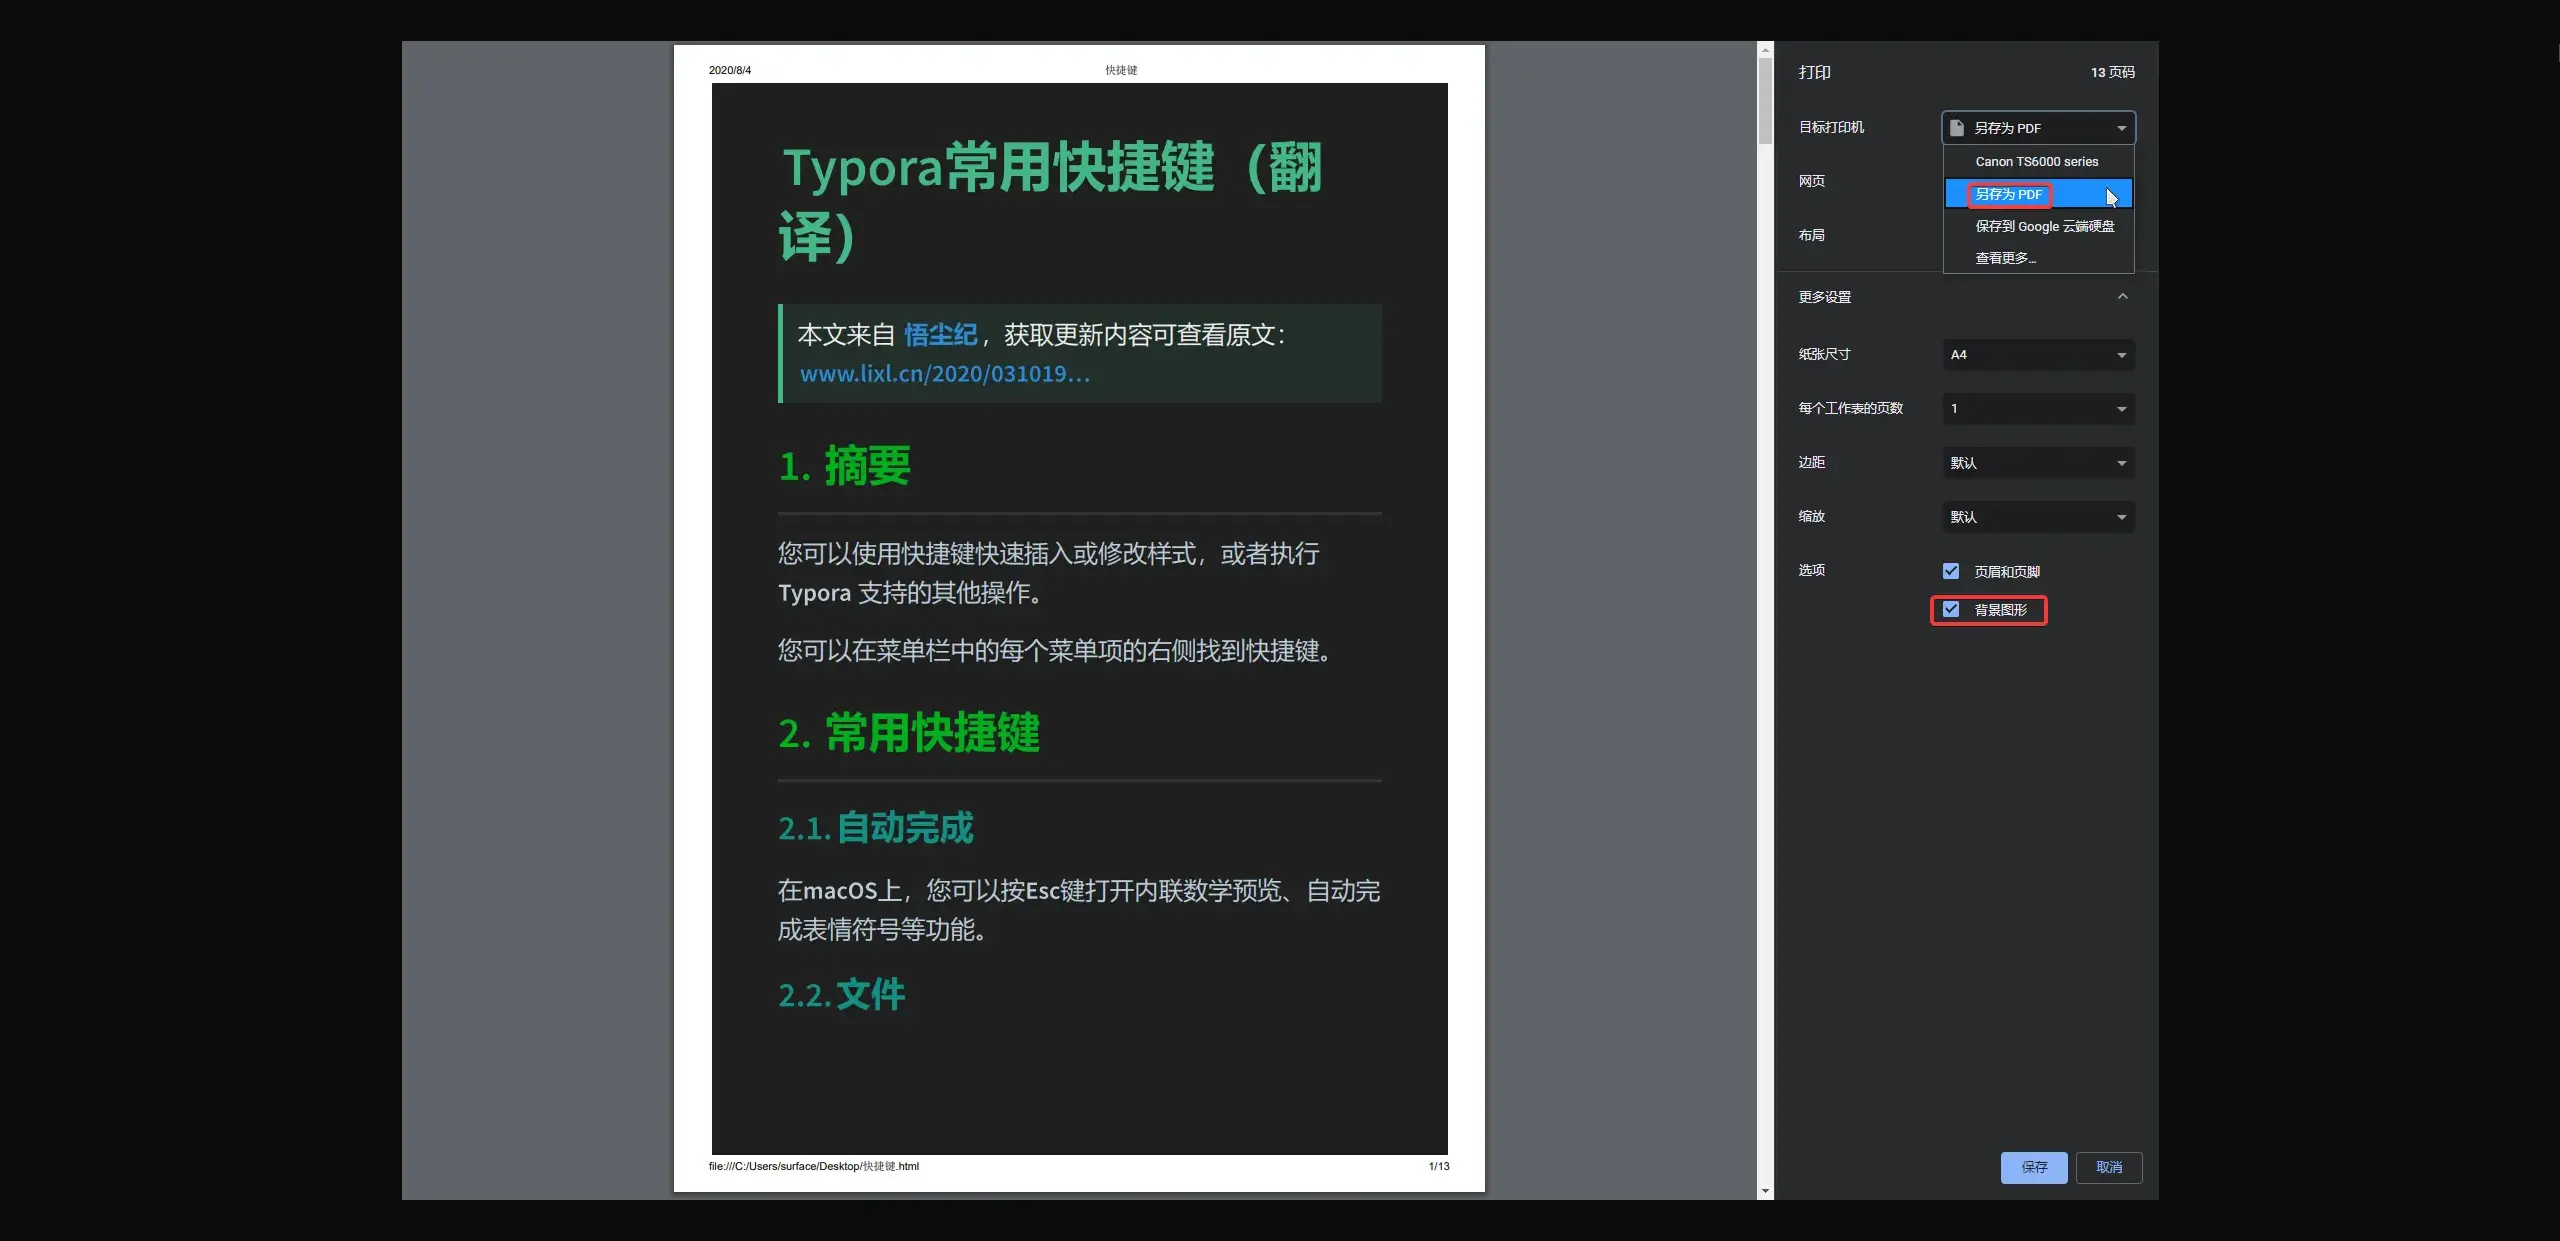 2020/8/4
快捷键
Typora常用快捷键（翻
译）
本文来自 悟尘纪，获取更新内容可查看原文：
www.lixl.cn/2020/031019...
1. 摘要
您可以使用快捷键快速插入或修改样式，或者执行
Typora 支持的其他操作。
您可以在菜单栏中的每个菜单项的右侧找到快捷键。
2. 常用快捷键
2.1.自动完成
在macOS上，您可以按Esc键打开内联数学预览、自动完
成表情符号等功能。
2.2.文件
file:///C:/Users/surface/Desktop/快捷键.html
1/13
打印
13 页码
目标打印机
另存为 PDF
Canon TS6000 series
另存为 PDF
保存到 Google 云端硬盘
查看更多...
网页
布局
更多设置
纸张尺寸
A4
每个工作表的页数
1
边距
默认
缩放
默认
选项
页眉和页脚
背景图形
保存
取消